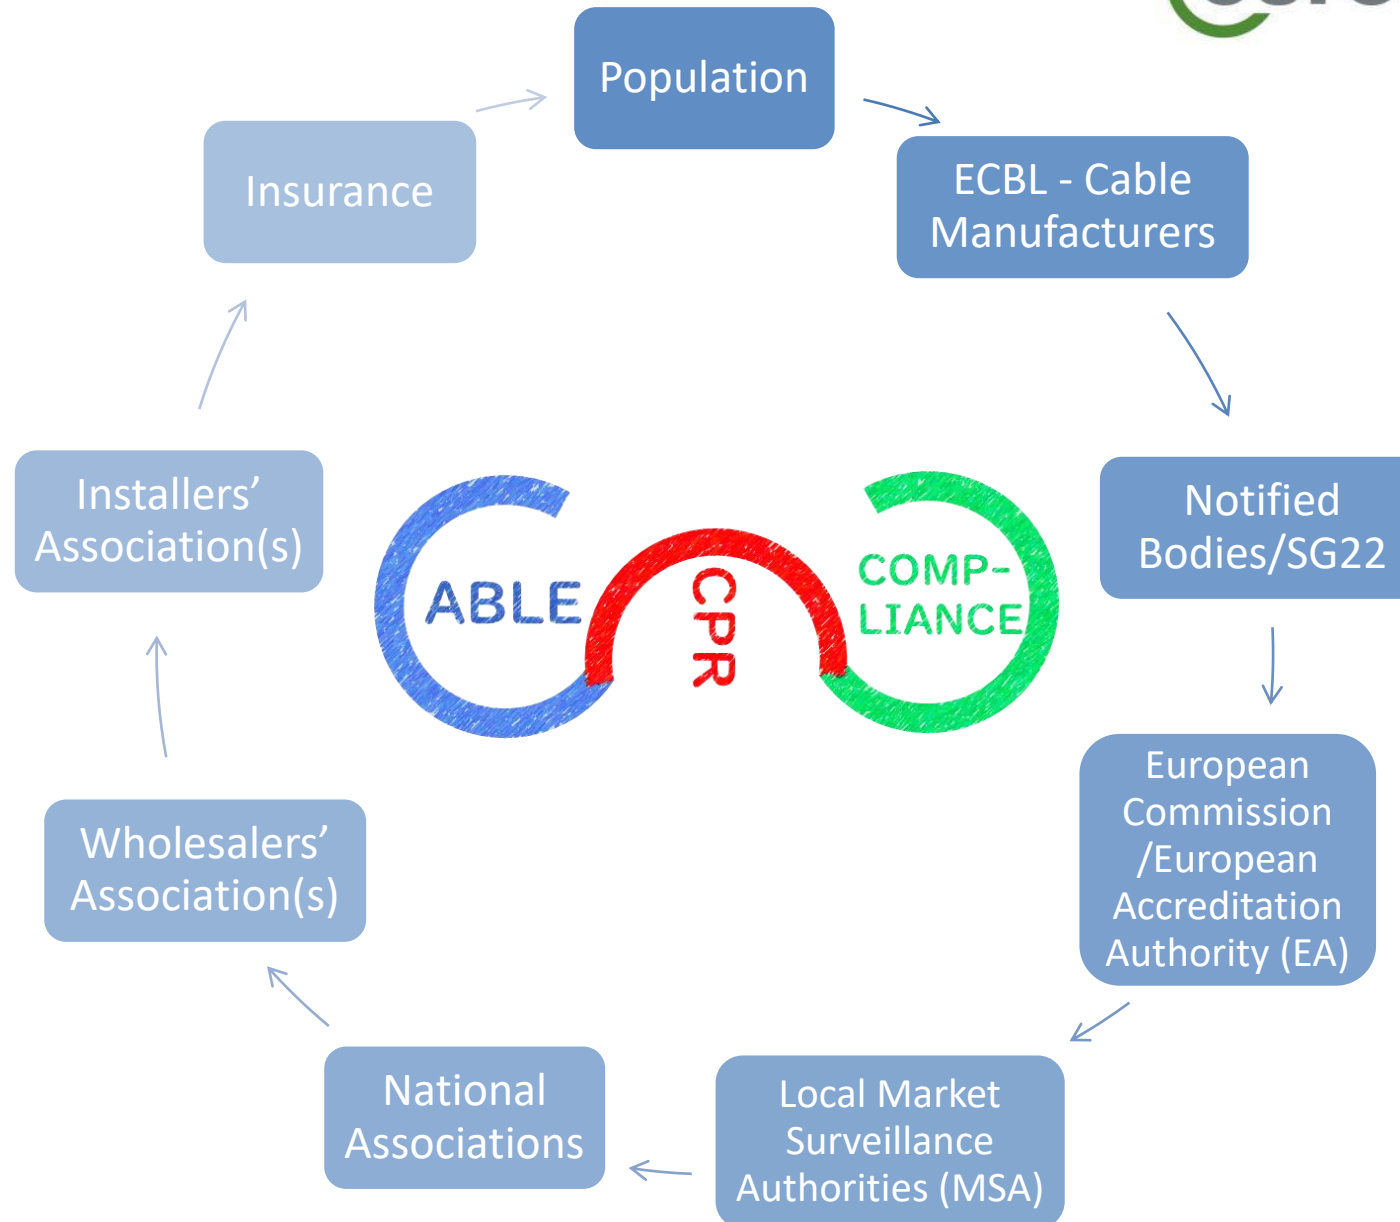 Population
ECBL - Cable
Manufacturers
Notified
Bodies/SG22
European
Commission
/European
Accreditation
Authority (EA)
Local Market
Surveillance
Authorities (MSA)
National
Associations
Wholesalers’
Association(s)
Installers’
Association(s)
Insurance
ABLE
CPR
COMP-
LIANCE